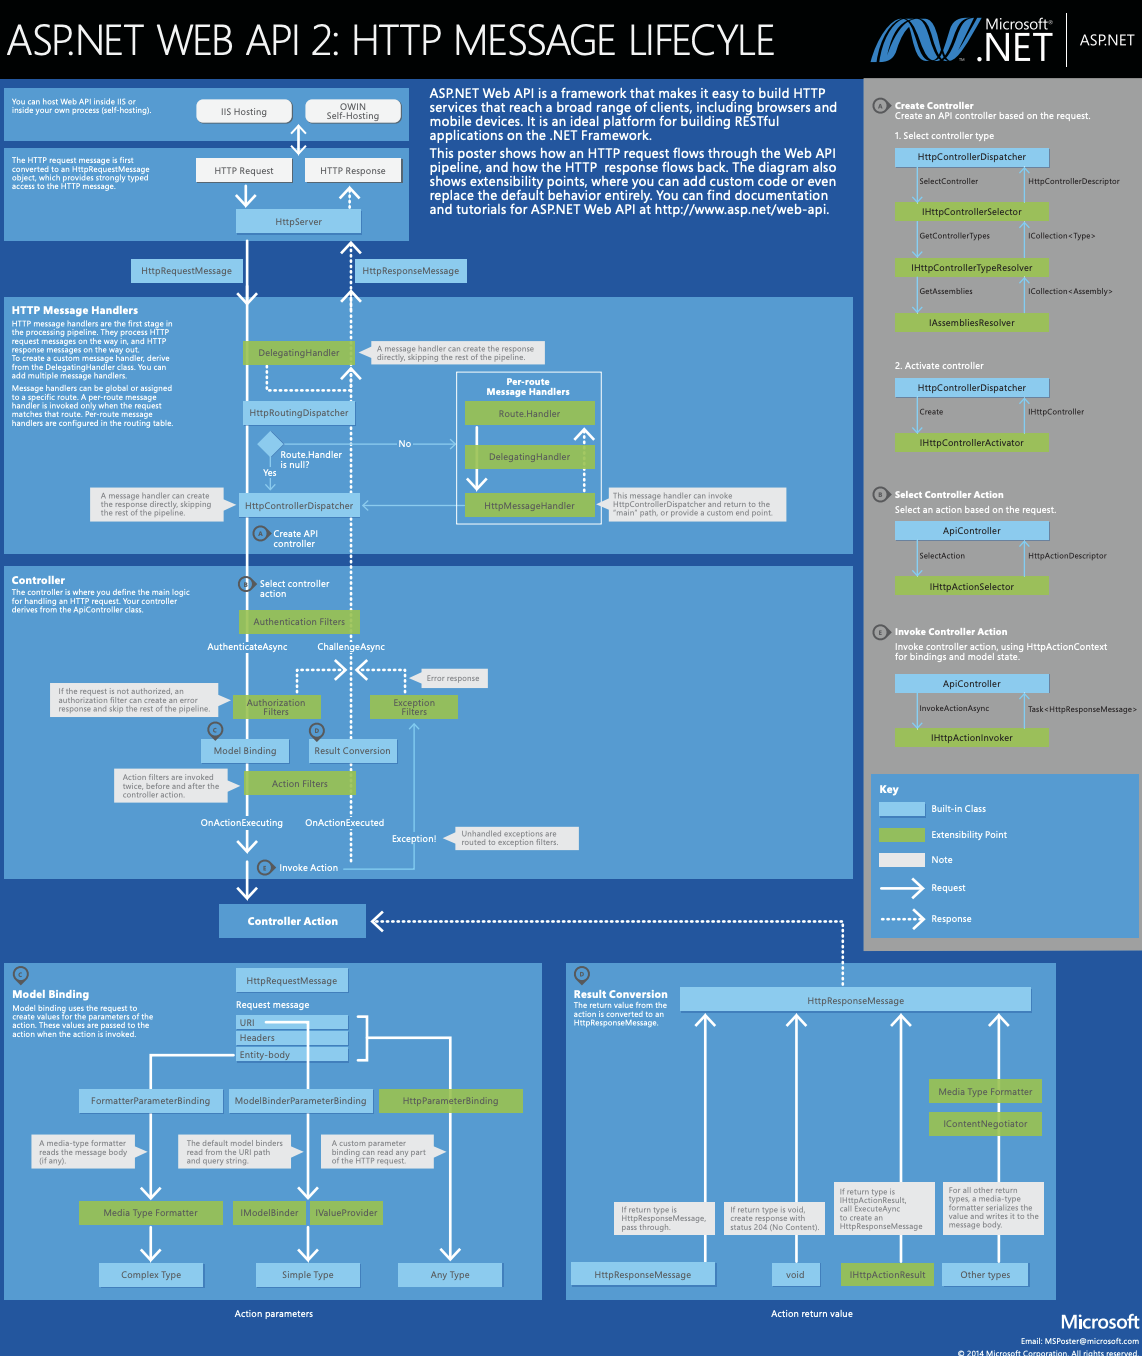 ASP.NET WEB API 2: HTTP MESSAGE LIFECYLE
Microsoft®
.NET
ASP.NET
You can host Web API inside IIS or
inside your own process (self-hosting).
IIS Hosting
OWIN
Self-Hosting
The HTTP request message is first
converted to an HttpRequestMessage
object, which provides strongly typed
access to the HTTP message.
HTTP Request
HTTP Response
HttpServer
ASP.NET Web API is a framework that makes it easy to build HTTP
services that reach a broad range of clients, including browsers and
mobile devices. It is an ideal platform for building RESTful
applications on the .NET Framework.
This poster shows how an HTTP request flows through the Web API
pipeline, and how the HTTP response flows back. The diagram also
shows extensibility points, where you can add custom code or even
replace the default behavior entirely. You can find documentation
and tutorials for ASP.NET Web API at http://www.asp.net/web-api.
HttpRequestMessage
HttpResponseMessage
HTTP Message Handlers
HTTP message handlers are the first stage in
the processing pipeline. They process HTTP
request messages on the way in, and HTTP
response messages on the way out.
To create a custom message handler, derive
from the DelegatingHandler class. You can
add multiple message handlers.
Message handlers can be global or assigned
to a specific route. A per-route message
handler is invoked only when the request
matches that route. Per-route message
handlers are configured in the routing table.
DelegatingHandler
A message handler can create the response
directly, skipping the rest of the pipeline.
HttpRoutingDispatcher
Route.Handler
is null?
No
Yes
Per-route
Message Handlers
Route.Handler
DelegatingHandler
HttpMessageHandler
A message handler can create
the response directly, skipping
the rest of the pipeline.
HttpControllerDispatcher
This message handler can invoke
HttpControllerDispatcher and return to the
"main" path, or provide a custom end point.
A
Create API
controller
Controller
The controller is where you define the main logic
for handling an HTTP request. Your controller
derives from the ApiController class.
B
Select controller
action
Authentication Filters
AuthenticateAsync
ChallengeAsync
Error response
If the request is not authorized, an
authorization filter can create an error
response and skip the rest of the pipeline.
Authorization
Filters
Exception
Filters
C
D
Model Binding
Result Conversion
Action filters are invoked
twice, before and after the
controller action.
Action Filters
OnActionExecuting
OnActionExecuted
Exception!
Unhandled exceptions are
routed to exception filters.
E
Invoke Action
Controller Action
A
Create Controller
Create an API controller based on the request.
1. Select controller type
HttpControllerDispatcher
SelectController
HttpControllerDescriptor
IHttpControllerSelector
GetControllerTypes
ICollection<Type>
IHttpControllerTypeResolver
GetAssemblies
ICollection<Assembly>
IAssembliesResolver
2. Activate controller
HttpControllerDispatcher
Create
IHttpController
IHttpControllerActivator
B
Select Controller Action
Select an action based on the request.
ApiController
SelectAction
HttpActionDescriptor
IHttpActionSelector
E
Invoke Controller Action
Invoke controller action, using HttpActionContext
for bindings and model state.
ApiController
InvokeActionAsync
Task<HttpResponseMessage>
IHttpActionInvoker
Key
Built-in Class
Extensibility Point
Note
Request
Response
C
Model Binding
Model binding uses the request to
create values for the parameters of the
action. These values are passed to the
action when the action is invoked.
HttpRequestMessage
Request message
URI
Headers
Entity-body
FormatterParameterBinding
ModelBinderParameterBinding
HttpParameterBinding
A media-type formatter
reads the message body
(if any).
The default model binders
read from the URI path
and query string.
A custom parameter
binding can read any part
of the HTTP request.
Media Type Formatter
IModelBinder
IValueProvider
Complex Type
Simple Type
Any Type
Action parameters
D
Result Conversion
The return value from the
action is converted to an
HttpResponseMessage.
HttpResponseMessage
Media Type Formatter
IContentNegotiator
If return type is
HttpResponseMessage,
pass through.
If return type is void,
create response with
status 204 (No Content).
If return type is
IHttpActionResult,
call ExecuteAync
to create an
HttpResponseMessage
For all other return
types, a media-type
formatter serializes the
value and writes it to the
message body.
HttpResponseMessage
void
IHttpActionResult
Other types
Action return value
Microsoft
Email: MSPoster@microsoft.com
© 2014 Microsoft Corporation. All rights reserved.